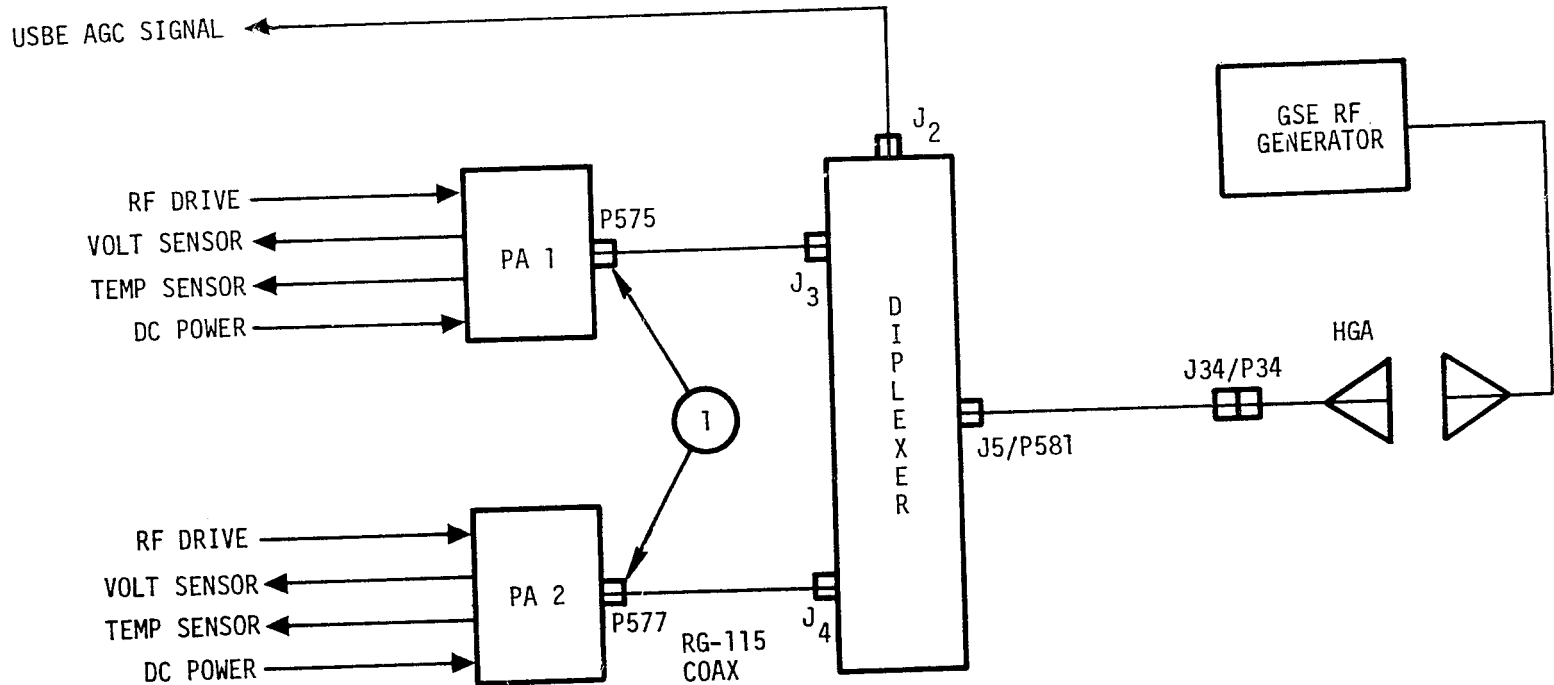 USBE AGC SIGNAL
J2
GSE RF
GENERATOR
RF DRIVE
VOLT SENSOR
TEMP SENSOR
DC POWER
PA 1
P575
J3
DIPLEXER
HGA
J34/P34
1
J5/P581
RF DRIVE
VOLT SENSOR
TEMP SENSOR
DC POWER
PA 2
P577
J4
RG-115
COAX